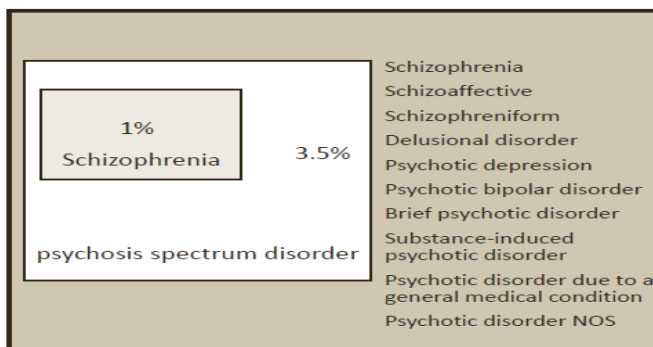 1%
Schizophrenia
3.5%
psychosis spectrum disorder
Schizophrenia
Schizoaffective
Schizophreniform
Delusional disorder
Psychotic depression
Psychotic bipolar disorder
Brief psychotic disorder
Substance-induced
psychotic disorder
Psychotic disorder due to a
general medical condition
Psychotic disorder NOS